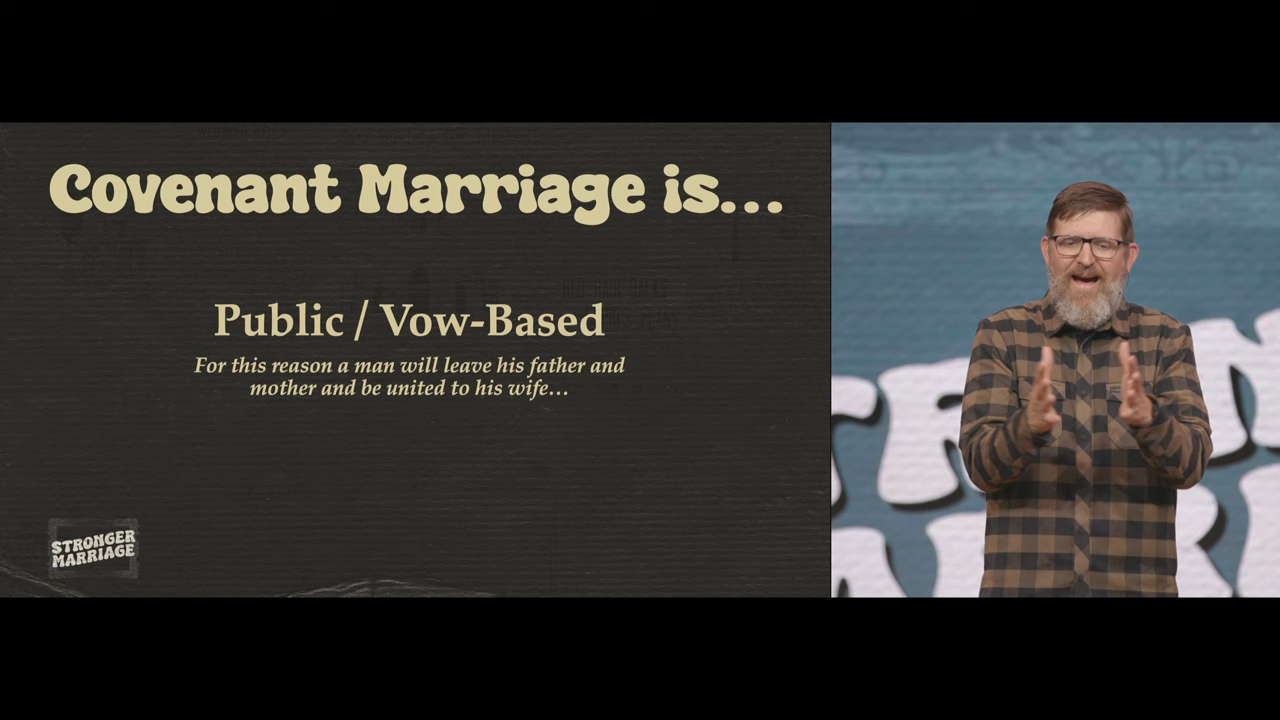 Covenant Marriage is...
Public / Vow-Based
For this reason a man will leave his father and
mother and be united to his wife...
STRONGER
MARRIAGE